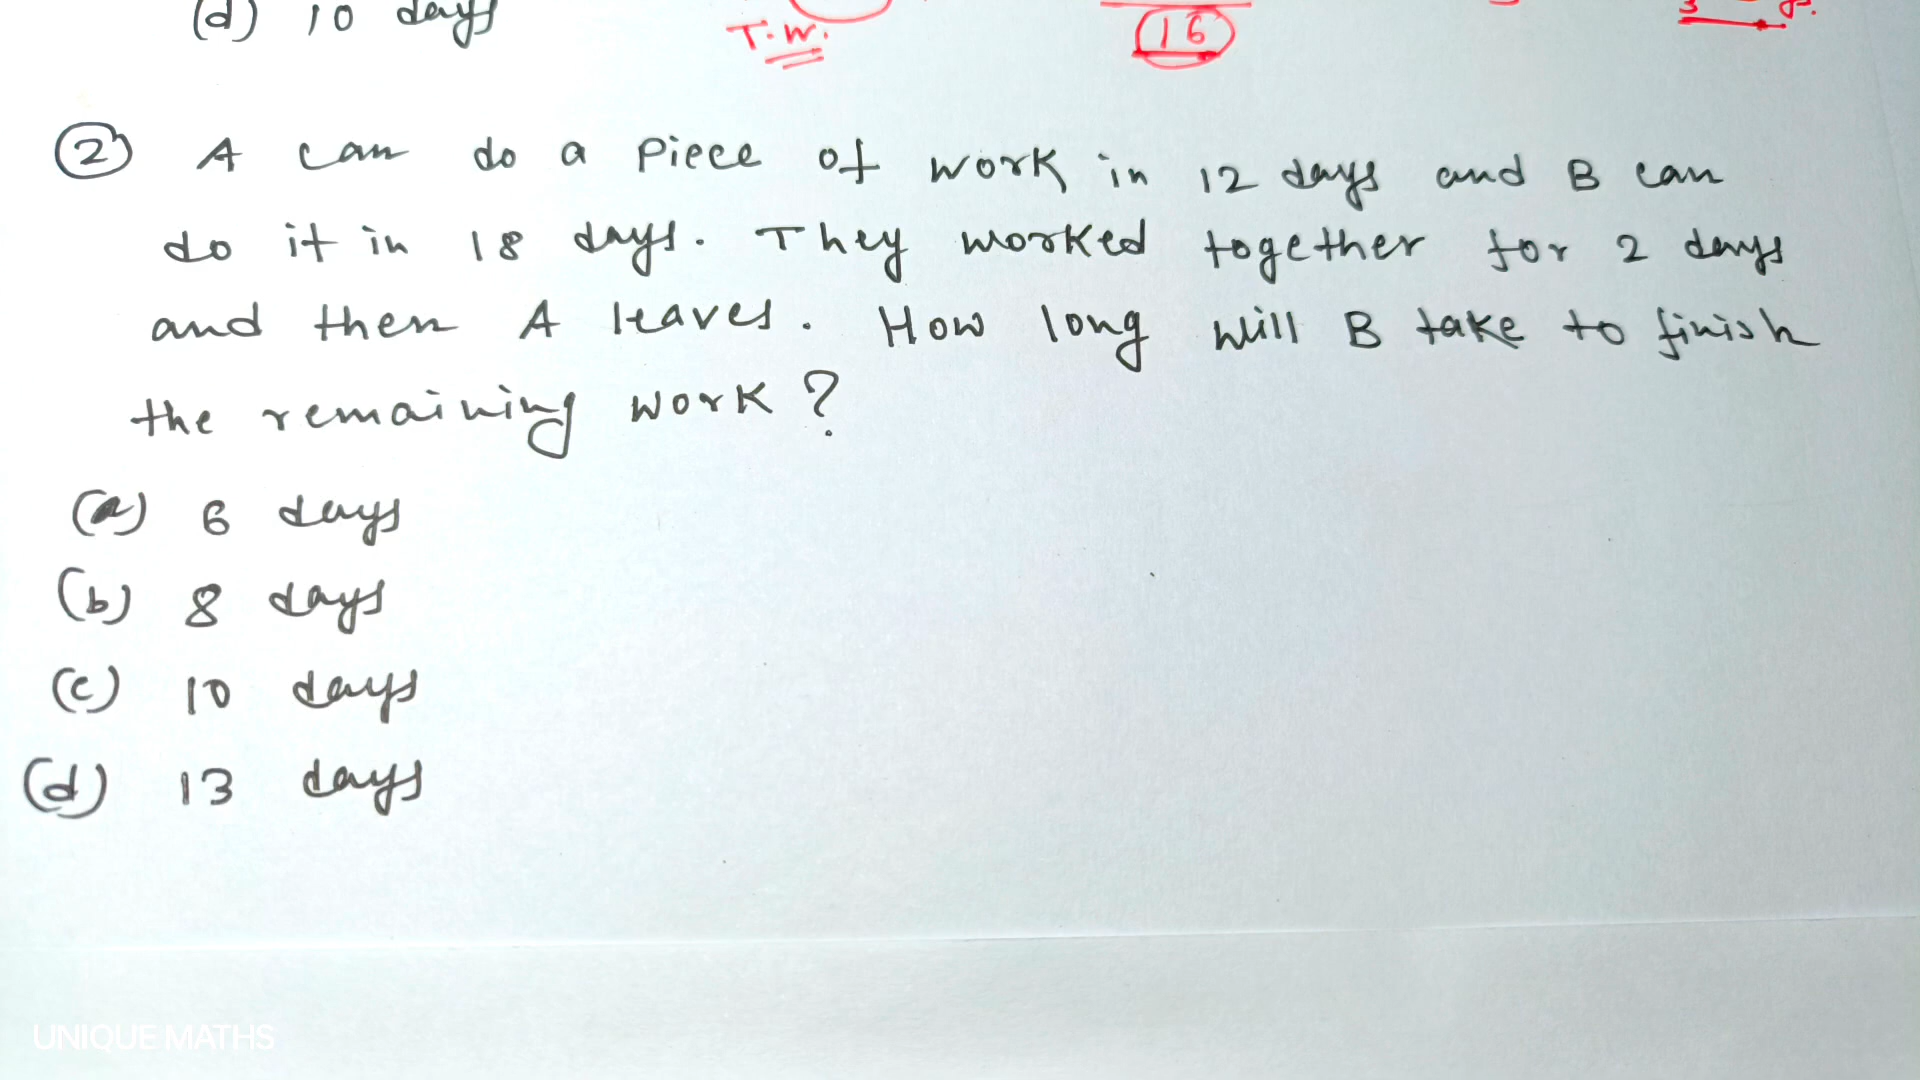 (d) 10 days
T.W.
16
② A can do a piece of work in 12 days and B can
do it in 18 days. They worked together for 2 days
and then A leaves. How long will B take to finish
the remaining work?
(a) 6 days
(b) 8 days
(c) 10 days
(d) 13 days
UNIQUE MATHS